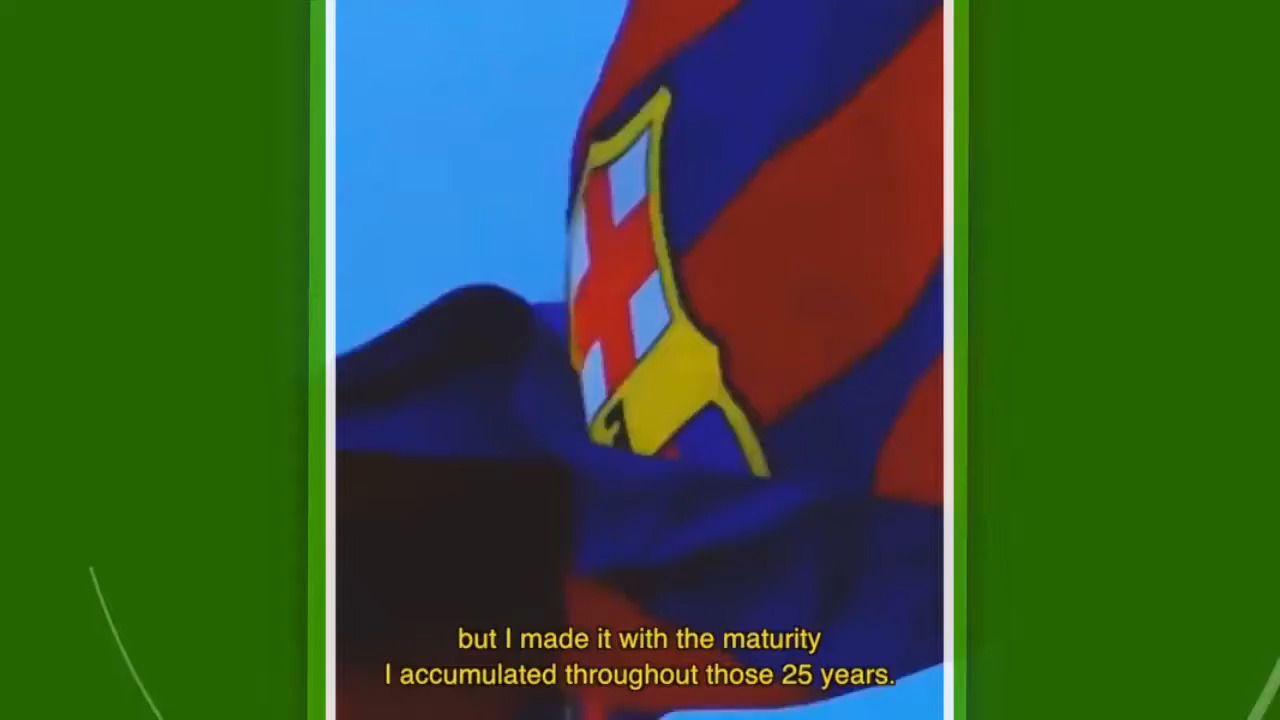 but I made it with the maturity
I accumulated throughout those 25 years.